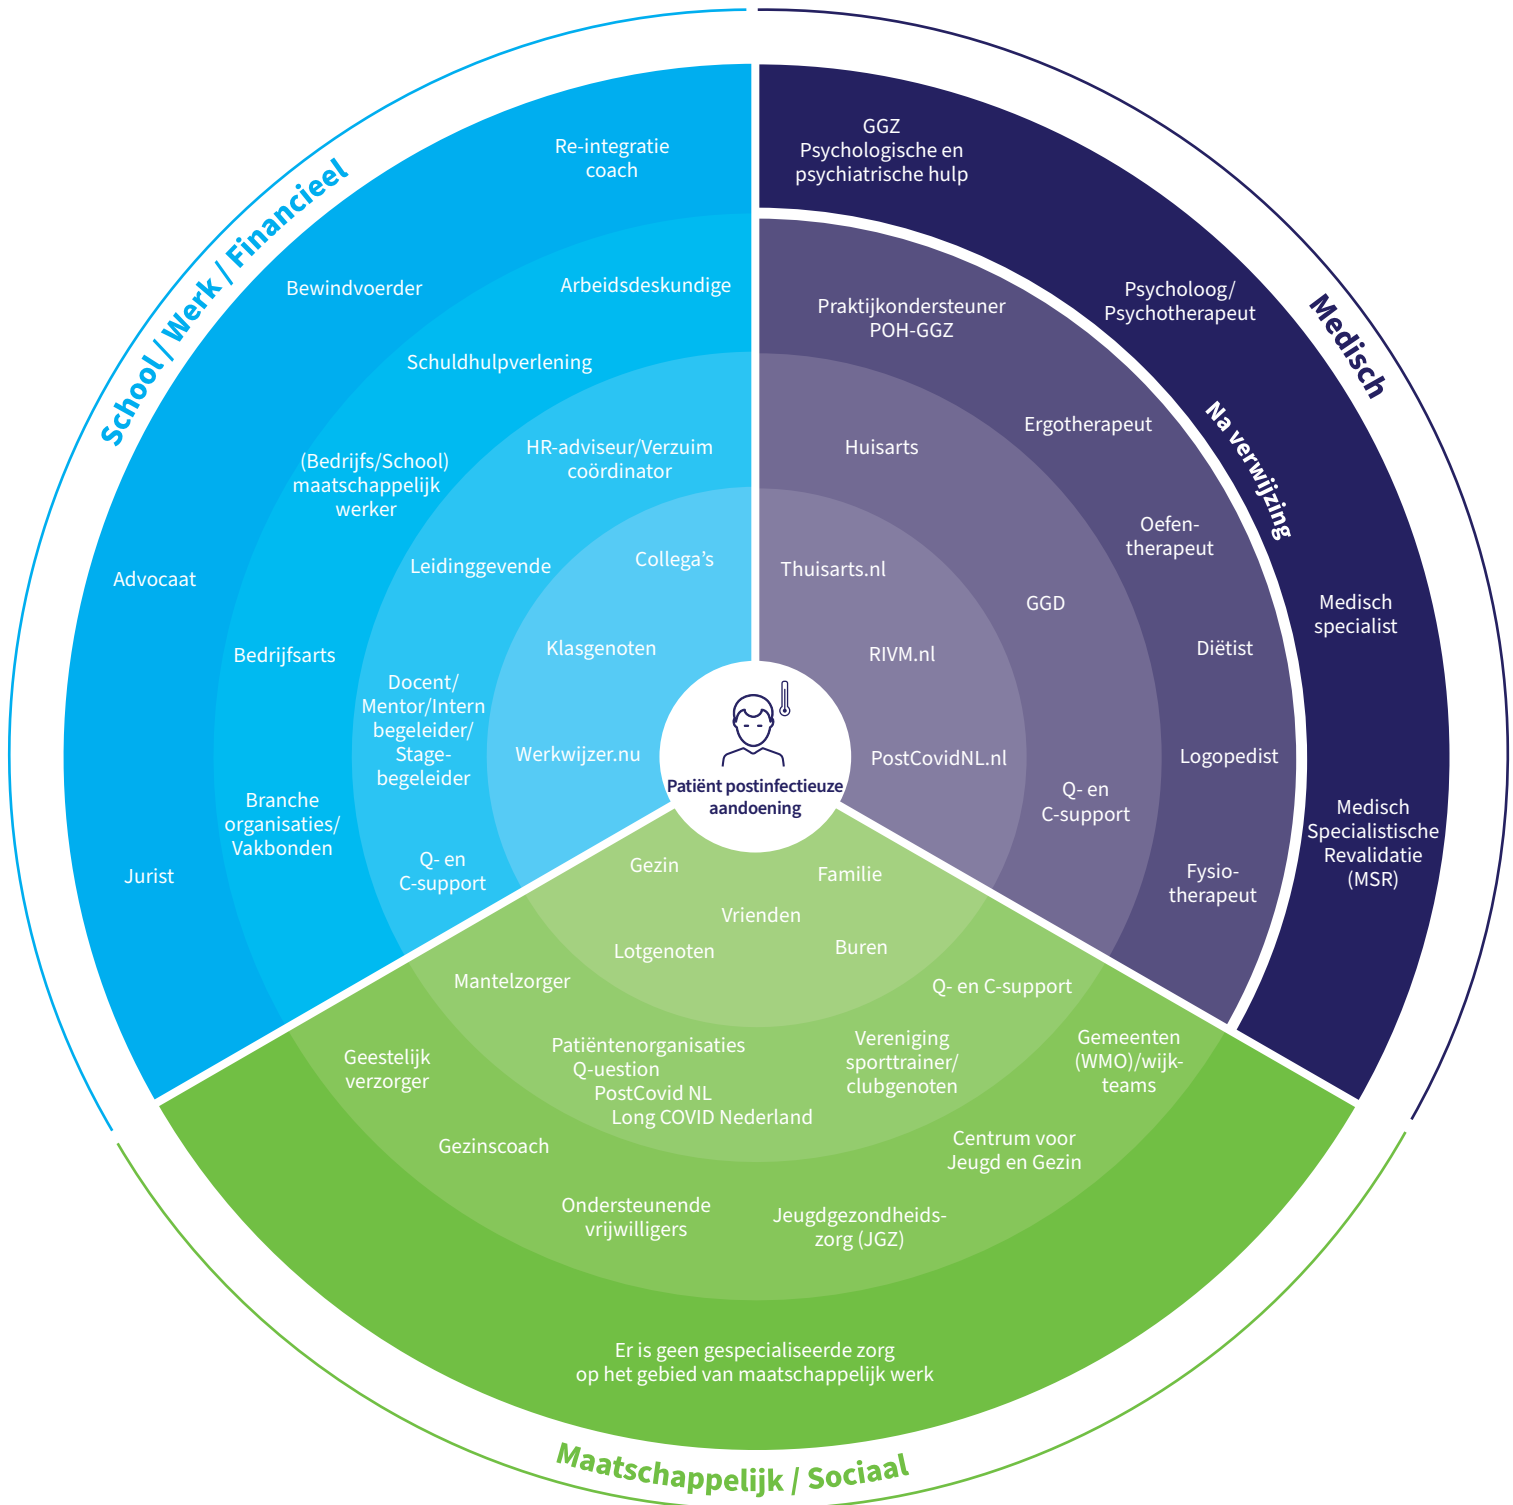 School / Werk / Financieel
Re-integratie
coach
Bewindvoerder
Advocaat
Jurist
Arbeidsdeskundige
Schuldhulpverlening
(Bedrijfs/School)
maatschappelijk
werker
Bedrijfsarts
Branche
organisaties/
Vakbonden
HR-adviseur/Verzuim
coördinator
Leidinggevende
Docent/
Mentor/Intern
begeleider/
Stage-
begeleider
Q- en
C-support
Collega’s
Klasgenoten
Werkwijzer.nu
Medisch
GGZ
Psychologische en
psychiatrische hulp
Psycholoog/
Psychotherapeut
Na verwijzing
Medisch
specialist
Medisch
Specialistische
Revalidatie
(MSR)
Praktijkondersteuner
POH-GGZ
Ergotherapeut
Oefen-
therapeut
Diëtist
Logopedist
Fysio-
therapeut
Huisarts
GGD
Q- en
C-support
Thuisarts.nl
RIVM.nl
PostCovidNL.nl
Patiënt postinfectieuze
aandoening
Gezin
Familie
Vrienden
Lotgenoten
Buren
Mantelzorger
Q- en C-support
Patiëntenorganisaties
Q-uestion
PostCovid NL
Long COVID Nederland
Vereniging
sporttrainer/
clubgenoten
Gemeenten
(WMO)/wijk-
teams
Geestelijk
verzorger
Gezinscoach
Centrum voor
Jeugd en Gezin
Ondersteunende
vrijwilligers
Jeugdgezondheids-
zorg (JGZ)
Er is geen gespecialiseerde zorg
op het gebied van maatschappelijk werk
Maatschappelijk / Sociaal